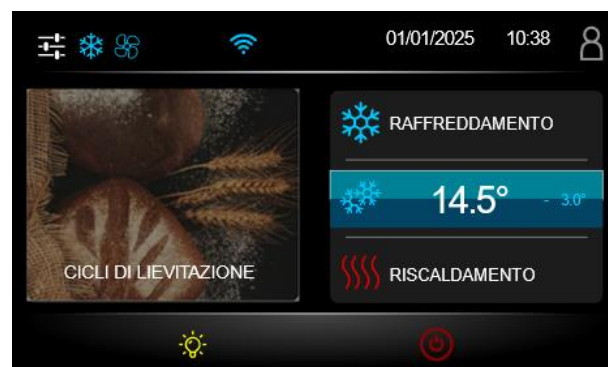 01/01/2025 10:38
RAFFREDDAMENTO
14.5° - 3.0°
CICLI DI LIEVITAZIONE
RISCALDAMENTO